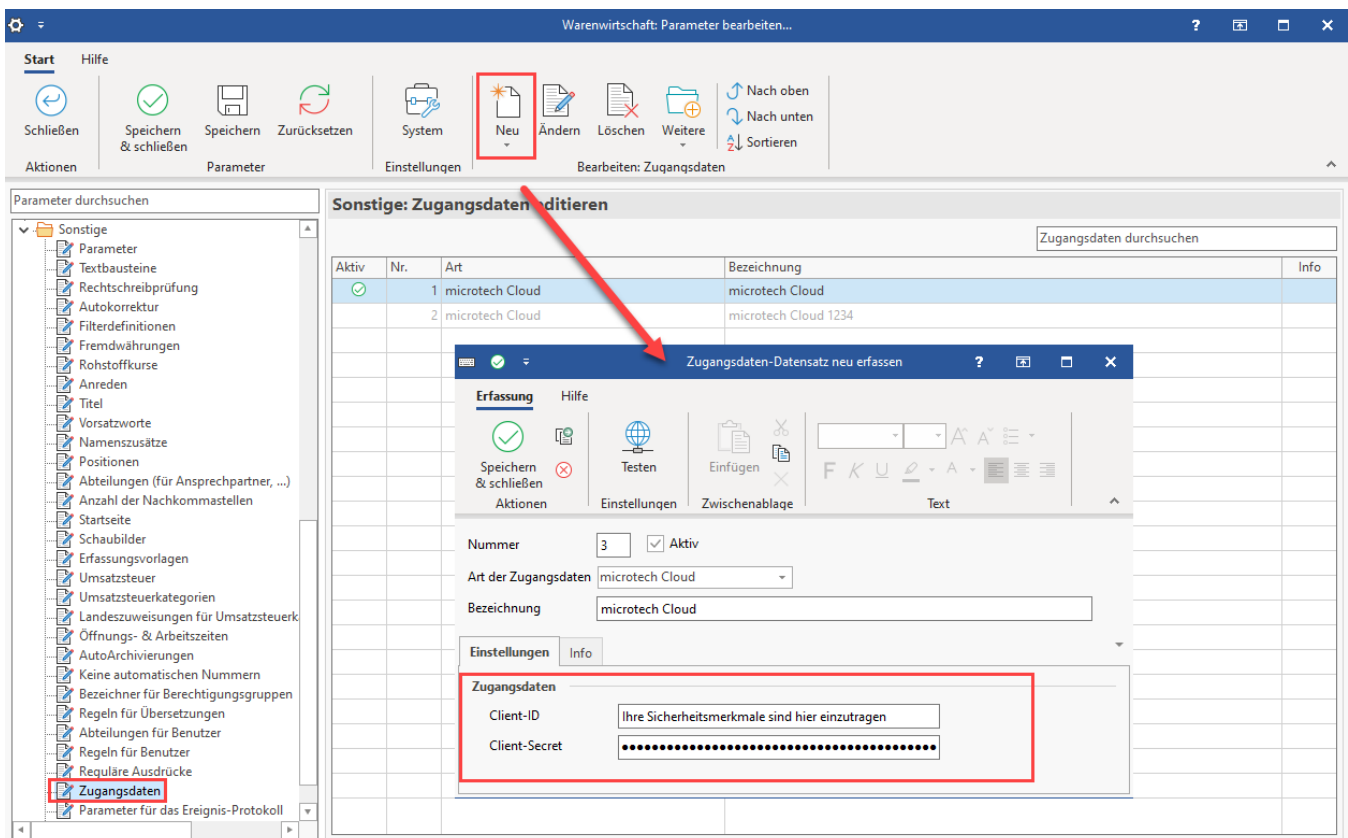 Warenwirtschaft: Parameter bearbeiten...
?
Start Hilfe
Schließen
Speichern & schließen
Speichern
Zurücksetzen
System
Neu
Ändern
Löschen
Weitere
Nach oben
Nach unten
Sortieren
Aktionen Parameter Einstellungen Bearbeiten: Zugangsdaten
Parameter durchsuchen
Sonstige
Parameter
Textbausteine
Rechtschreibprüfung
Autokorrektur
Filterdefinitionen
Fremdwährungen
Rohstoffkurse
Anreden
Titel
Vorsatzworte
Namenszusätze
Positionen
Abteilungen (für Ansprechpartner, ...)
Anzahl der Nachkommastellen
Startseite
Schaubilder
Erfassungsvorlagen
Umsatzsteuer
Umsatzsteuerkategorien
Landeszuweisungen für Umsatzsteuerk
Öffnungs- & Arbeitszeiten
AutoArchivierungen
Keine automatischen Nummern
Bezeichner für Berechtigungsgruppen
Regeln für Übersetzungen
Abteilungen für Benutzer
Regeln für Benutzer
Reguläre Ausdrücke
Zugangsdaten
Parameter für das Ereignis-Protokoll
Sonstige: Zugangsdaten editieren
Zugangsdaten durchsuchen
Aktiv Nr. Art Bezeichnung Info
1 microtech Cloud microtech Cloud
2 microtech Cloud microtech Cloud 1234
Zugangsdaten-Datensatz neu erfassen
?
Erfassung Hilfe
Speichern & schließen
Testen
Einfügen
F K U A
Aktionen Einstellungen Zwischenablage Text
Nummer 3 Aktiv
Art der Zugangsdaten microtech Cloud
Bezeichnung microtech Cloud
Einstellungen Info
Zugangsdaten
Client-ID Ihre Sicherheitsmerkmale sind hier einzutragen
Client-Secret